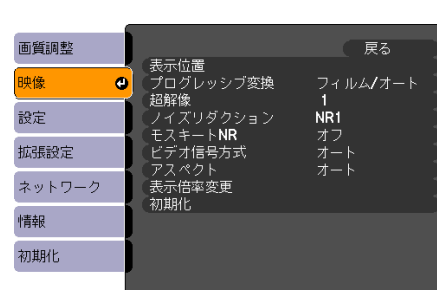 画質調整
映像
設定
拡張設定
ネットワーク
情報
初期化
戻る
表示位置
プログレッシブ変換 フィルム/オート
超解像 1
ノイズリダクション NR1
モスキートNR オフ
ビデオ信号方式 オート
アスペクト オート
表示倍率変更
初期化